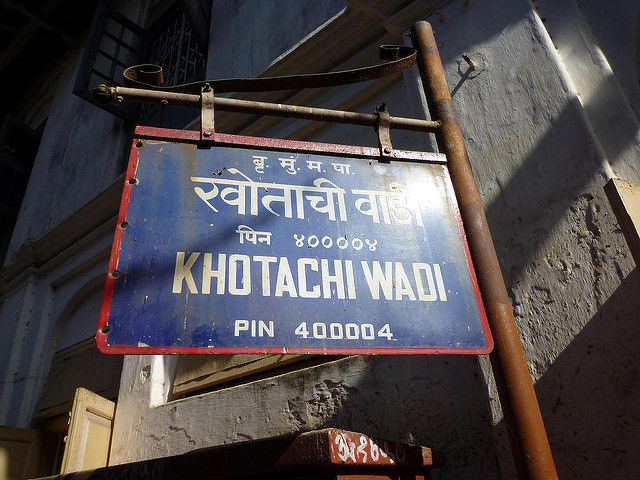 बृ. मुं. म. पा.
खोताची वाडी
पिन ४००००४
KHOTACHI WADI
PIN 400004